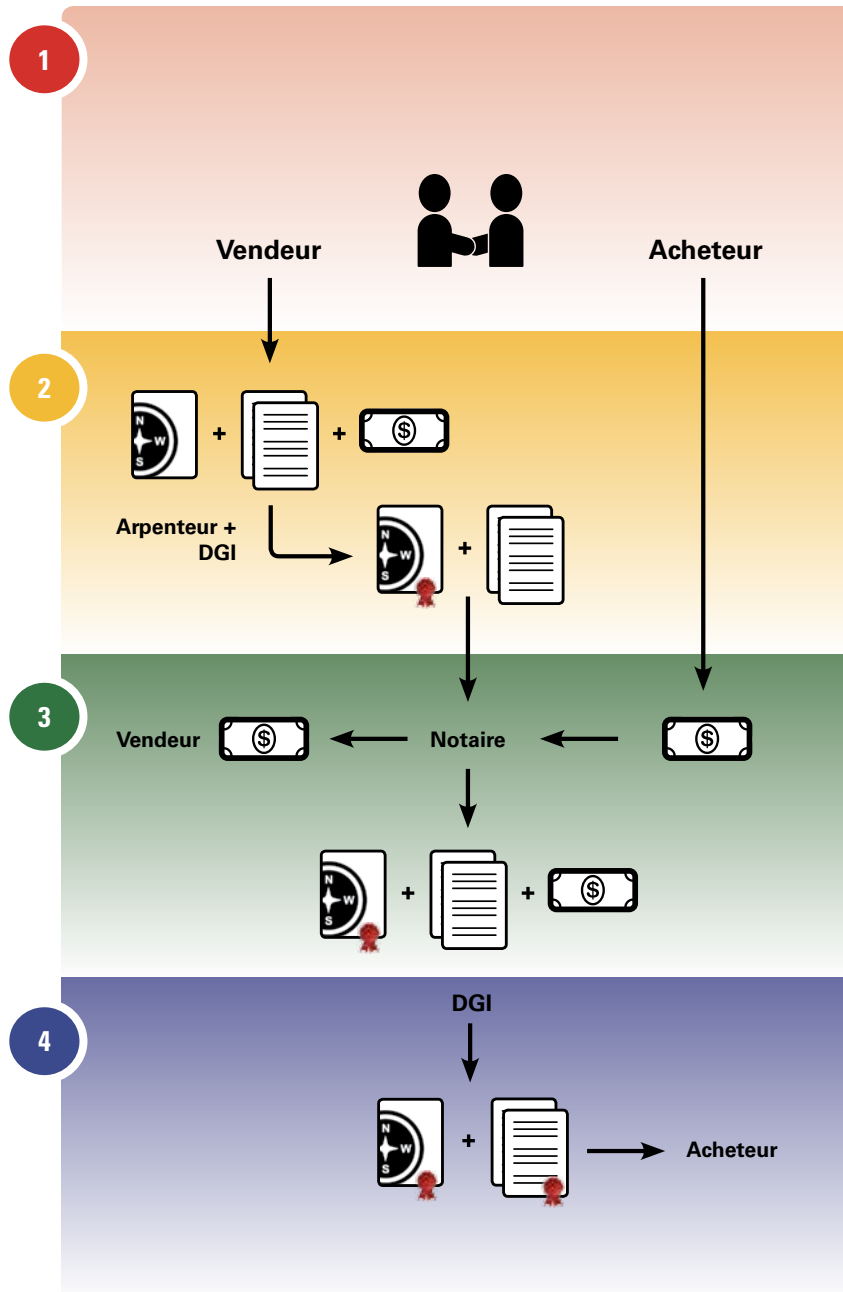 1
Vendeur
Acheteur
2
N
W
S
+
+
$
Arpenteur +
DGI
N
W
S
+
3
Vendeur
$
Notaire
$
N
W
S
+
+
$
DGI
4
N
W
S
+
Acheteur